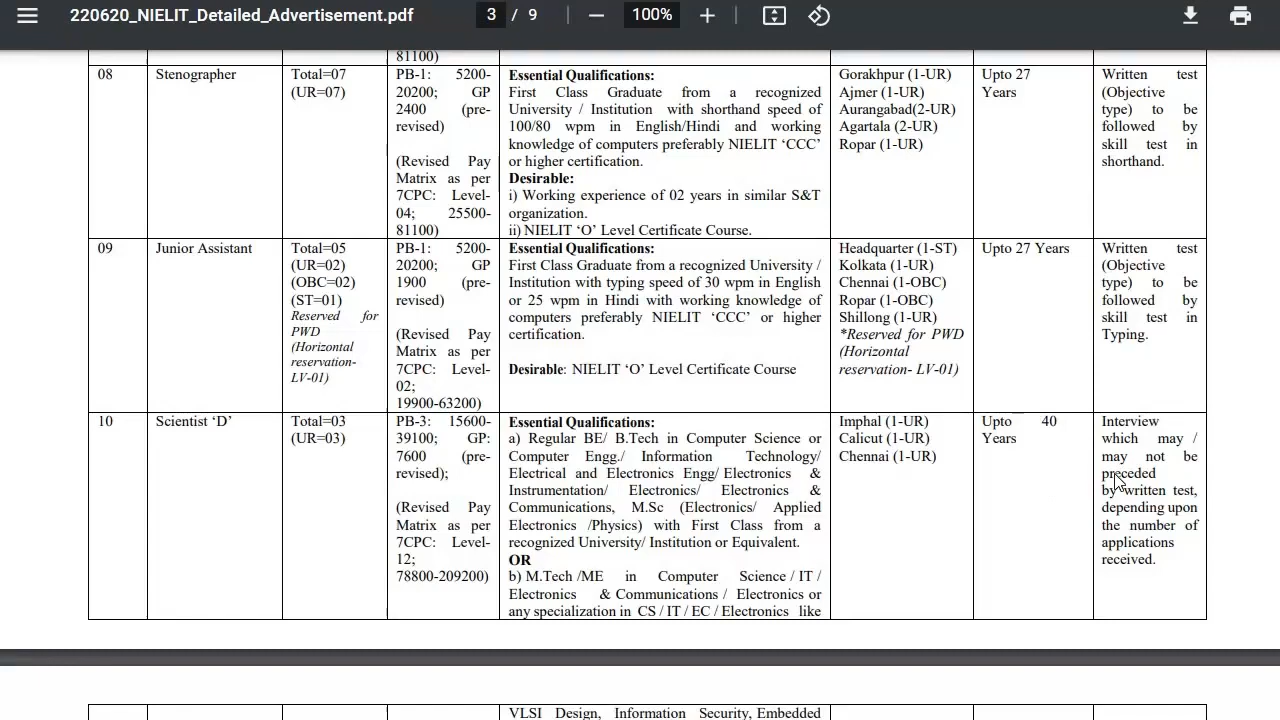 220620_NIELIT_Detailed_Advertisement.pdf
3 / 9
100%
81100)
08
Stenographer
Total=07
(UR=07)
PB-1: 5200-
20200; GP
2400 (pre-
revised)
(Revised Pay
Matrix as per
7CPC: Level-
04; 25500-
81100)
Essential Qualifications:
First Class Graduate from a recognized
University / Institution with shorthand speed of
100/80 wpm in English/Hindi and working
knowledge of computers preferably NIELIT ‘CCC’
or higher certification.
Desirable:
i) Working experience of 02 years in similar S&T
organization.
ii) NIELIT ‘O’ Level Certificate Course.
Gorakhpur (1-UR)
Ajmer (1-UR)
Aurangabad(2-UR)
Agartala (2-UR)
Ropar (1-UR)
Upto 27
Years
Written test
(Objective
type) to be
followed by
skill test in
shorthand.
09
Junior Assistant
Total=05
(UR=02)
(OBC=02)
(ST=01)
Reserved for
PWD
(Horizontal
reservation-
LV-01)
PB-1: 5200-
20200; GP
1900 (pre-
revised)
(Revised Pay
Matrix as per
7CPC: Level-
02;
19900-63200)
Essential Qualifications:
First Class Graduate from a recognized University /
Institution with typing speed of 30 wpm in English
or 25 wpm in Hindi with working knowledge of
computers preferably NIELIT ‘CCC’ or higher
certification.
Desirable: NIELIT ‘O’ Level Certificate Course
Headquarter (1-ST)
Kolkata (1-UR)
Chennai (1-OBC)
Ropar (1-OBC)
Shillong (1-UR)
*Reserved for PWD
(Horizontal
reservation- LV-01)
Upto 27 Years
Written test
(Objective
type) to be
followed by
skill test in
Typing.
10
Scientist ‘D’
Total=03
(UR=03)
PB-3: 15600-
39100; GP:
7600 (pre-
revised);
(Revised Pay
Matrix as per
7CPC: Level-
12;
78800-209200)
Essential Qualifications:
a) Regular BE/ B.Tech in Computer Science or
Computer Engg./ Information Technology/
Electrical and Electronics Engg/ Electronics &
Instrumentation/ Electronics/ Electronics &
Communications, M.Sc (Electronics/ Applied
Electronics /Physics) with First Class from a
recognized University/ Institution or Equivalent.
OR
b) M.Tech /ME in Computer Science / IT /
Electronics & Communications / Electronics or
any specialization in CS / IT / EC / Electronics like
Imphal (1-UR)
Calicut (1-UR)
Chennai (1-UR)
Upto 40
Years
Interview
which may /
may not be
preceded
by written test,
depending upon
the number of
applications
received.
VLSI Design, Information Security, Embedded